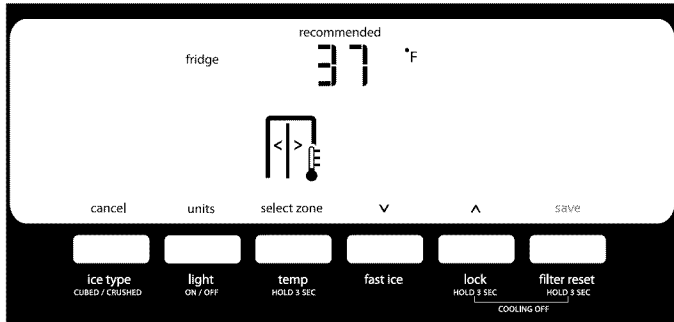 recommended
fridge 37 °F
< >
cancel units select zone ∨ ∧ save
ice type light temp fast ice lock filter reset
CUBED / CRUSHED ON / OFF HOLD 3 SEC HOLD 3 SEC HOLD 3 SEC
COOLING OFF